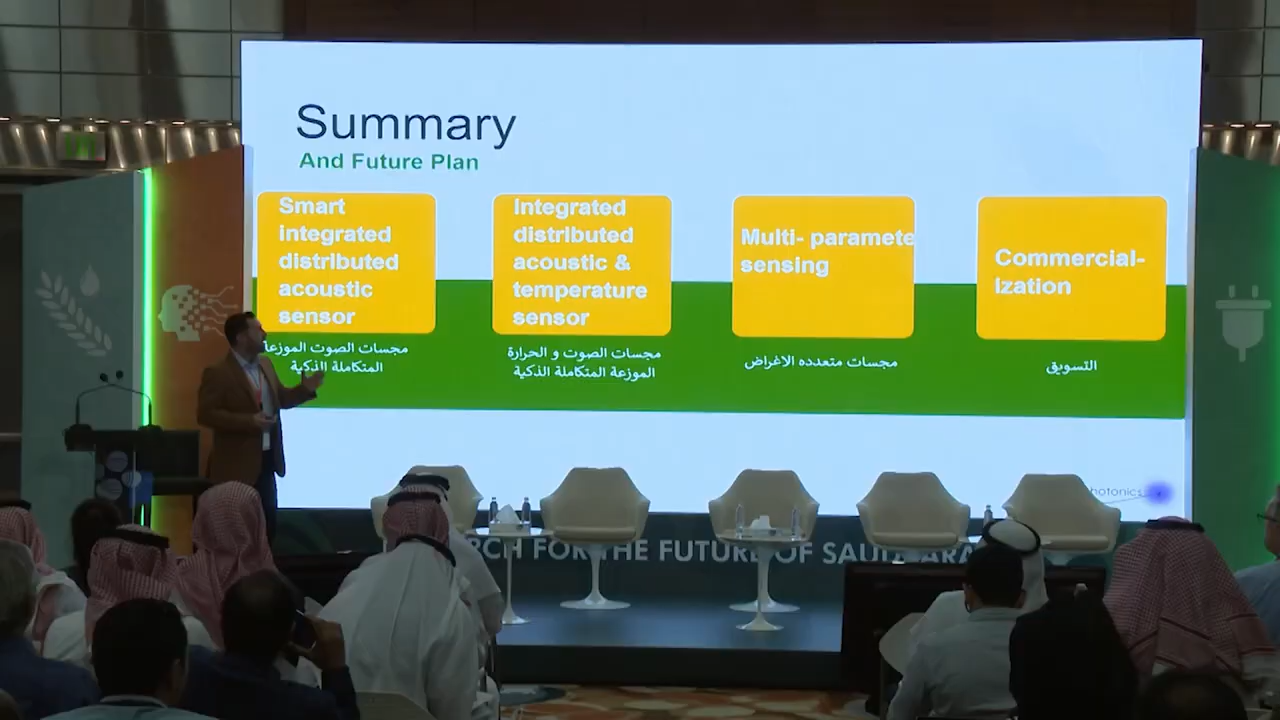 Summary
And Future Plan
Smart
integrated
distributed
acoustic
sensor
مجسات الصوت الموزعة
المتكاملة الذكية
Integrated
distributed
acoustic &
temperature
sensor
مجسات الصوت و الحرارة
الموزعة المتكاملة الذكية
Multi- paramete
sensing
مجسات متعدده الاغراض
Commercial-
ization
التسويق
hotonics
RCH FOR THE FUTURE OF SAUDI ARA